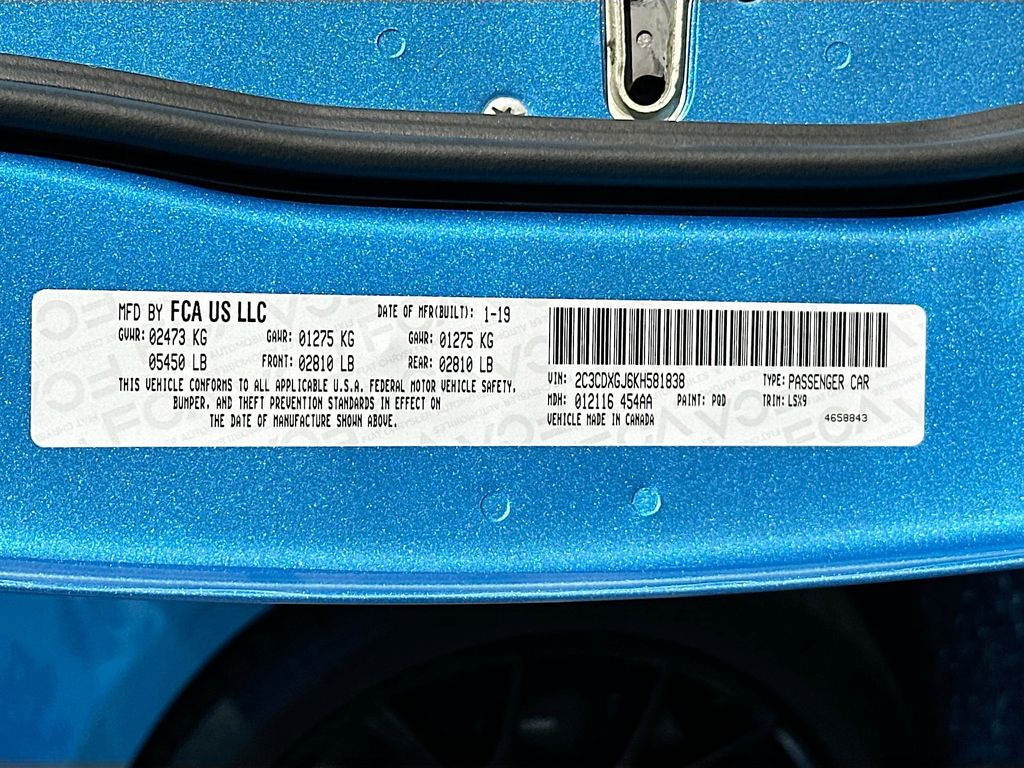 MFD BY FCA US LLC DATE OF MFR(BUILT): 1-19
GVWR: 02473 KG GAWR: 01275 KG GAWR: 01275 KG
05450 LB FRONT: 02810 LB REAR: 02810 LB
THIS VEHICLE CONFORMS TO ALL APPLICABLE U.S.A. FEDERAL MOTOR VEHICLE SAFETY,
BUMPER, AND THEFT PREVENTION STANDARDS IN EFFECT ON
THE DATE OF MANUFACTURE SHOWN ABOVE.
VIN: 2C3CDXGJ6KH581838 TYPE: PASSENGER CAR
MDH: 012116 454AA PAINT: PQD TRIM: LSX9
VEHICLE MADE IN CANADA 4658843